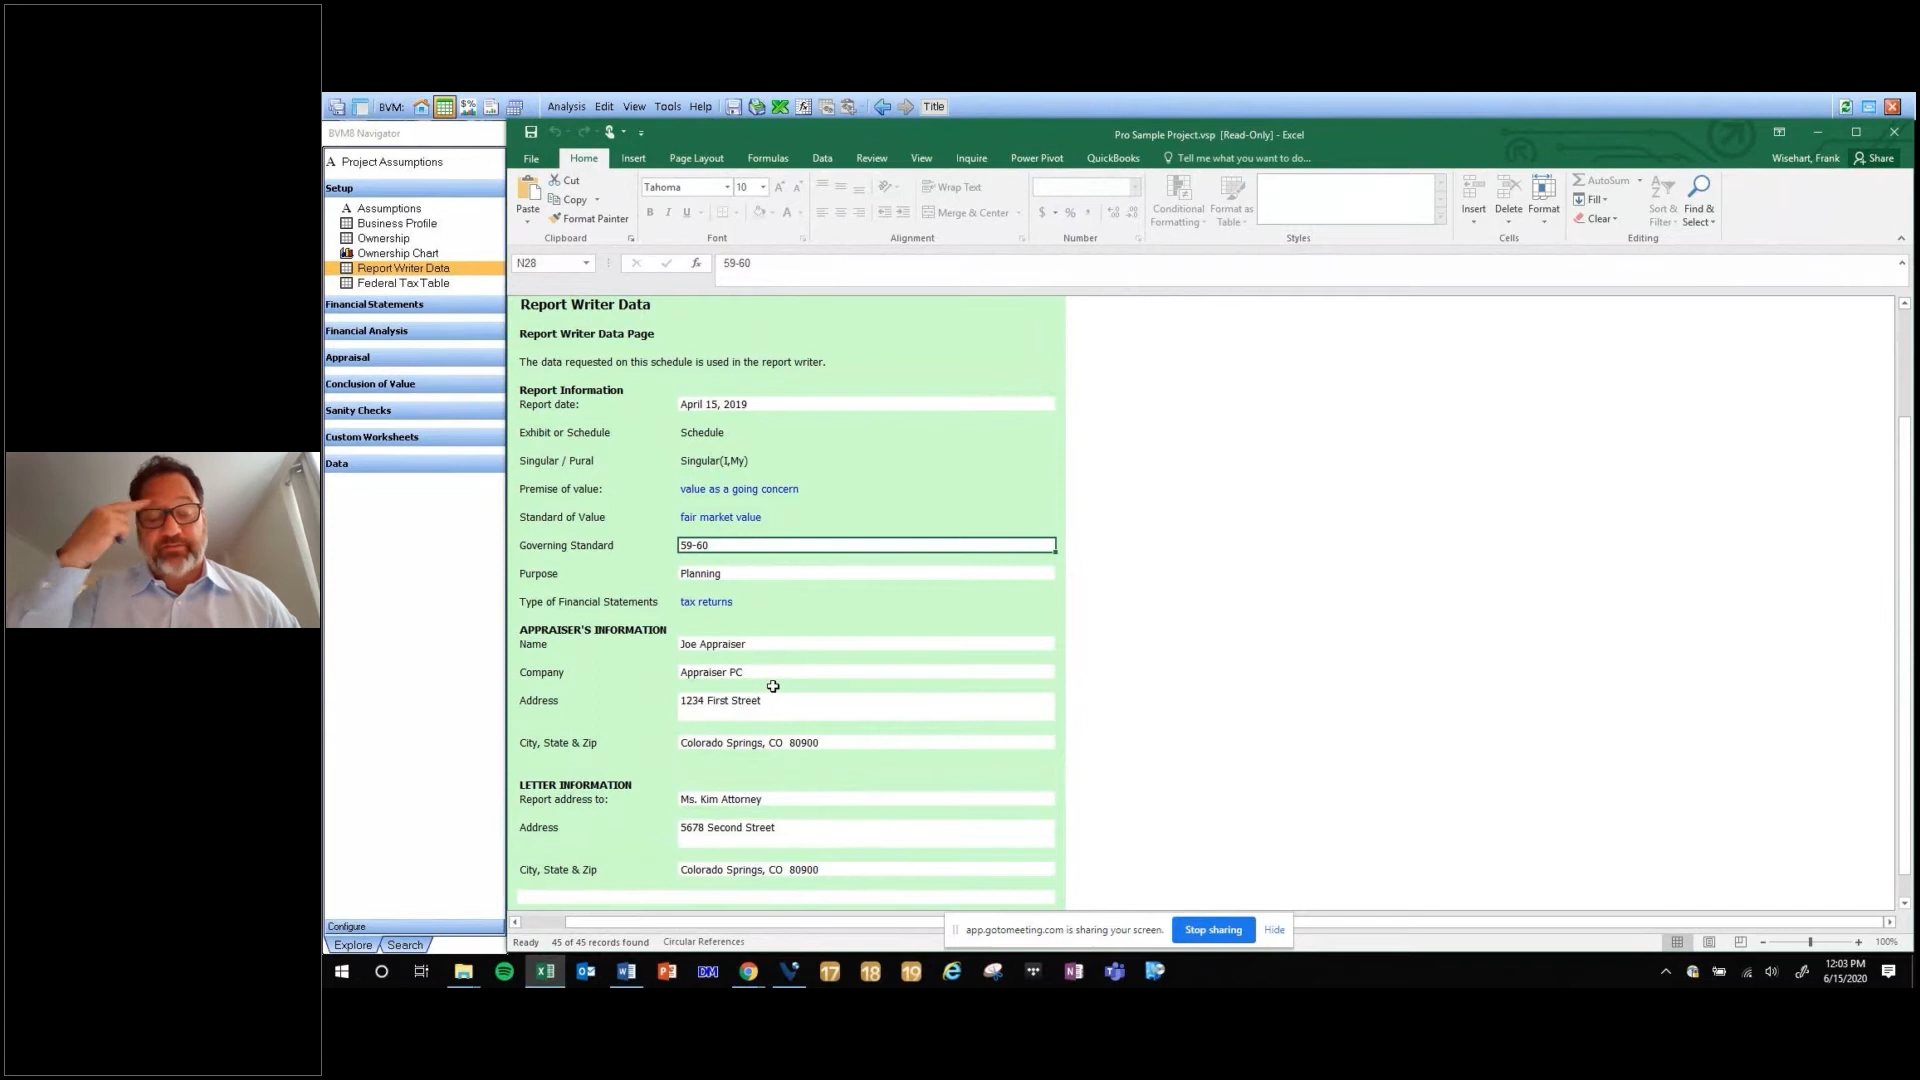 BVM:
Analysis Edit View Tools Help
Title
BVM8 Navigator
Pro Sample Project.vsp [Read-Only] - Excel
Project Assumptions
File Home Insert Page Layout Formulas Data Review View Inquire Power Pivot QuickBooks Tell me what you want to do...
Wisehart, Frank Share
Setup
Assumptions
Business Profile
Ownership
Ownership Chart
Report Writer Data
Federal Tax Table
Financial Statements
Financial Analysis
Appraisal
Conclusion of Value
Sanity Checks
Custom Worksheets
Data
Configure
Explore Search
Paste
Cut
Copy
Format Painter
Clipboard
Tahoma 10
B I U
Font
Wrap Text
Merge & Center
Alignment
$ %
Number
Conditional Formatting
Format as Table
Styles
Insert Delete Format
Cells
AutoSum
Fill
Clear
Sort & Filter
Find & Select
Editing
N28 fx 59-60
Report Writer Data
Report Writer Data Page
The data requested on this schedule is used in the report writer.
Report Information
Report date: April 15, 2019
Exhibit or Schedule Schedule
Singular / Pural Singular(I,My)
Premise of value: value as a going concern
Standard of Value fair market value
Governing Standard 59-60
Purpose Planning
Type of Financial Statements tax returns
APPRAISER'S INFORMATION
Name Joe Appraiser
Company Appraiser PC
Address 1234 First Street
City, State & Zip Colorado Springs, CO 80900
LETTER INFORMATION
Report address to: Ms. Kim Attorney
Address 5678 Second Street
City, State & Zip Colorado Springs, CO 80900
app.gotomeeting.com is sharing your screen. Stop sharing Hide
Ready 45 of 45 records found Circular References
100%
DM
17 18 19
12:03 PM
6/15/2020